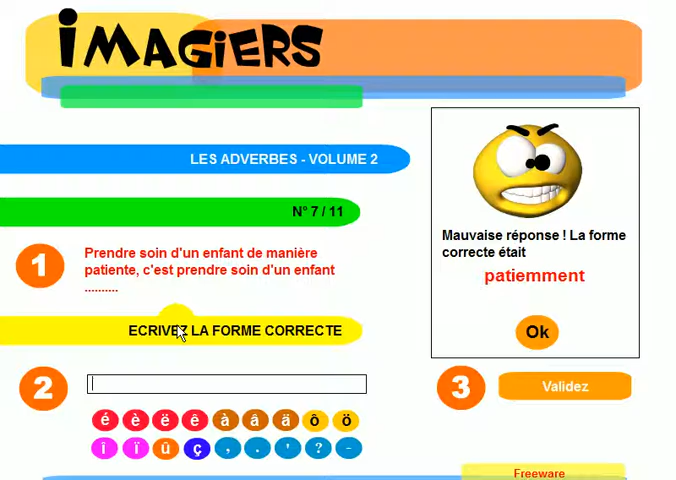 iMAGiERS
LES ADVERBES - VOLUME 2
N° 7 / 11
1
Prendre soin d'un enfant de manière
patiente, c'est prendre soin d'un enfant
..........
Mauvaise réponse ! La forme
correcte était
patiemment
Ok
ECRIVEZ LA FORME CORRECTE
2
3
Validez
é è ë ê à â ä ô ö
î ï û ç , . ' ? -
Freeware